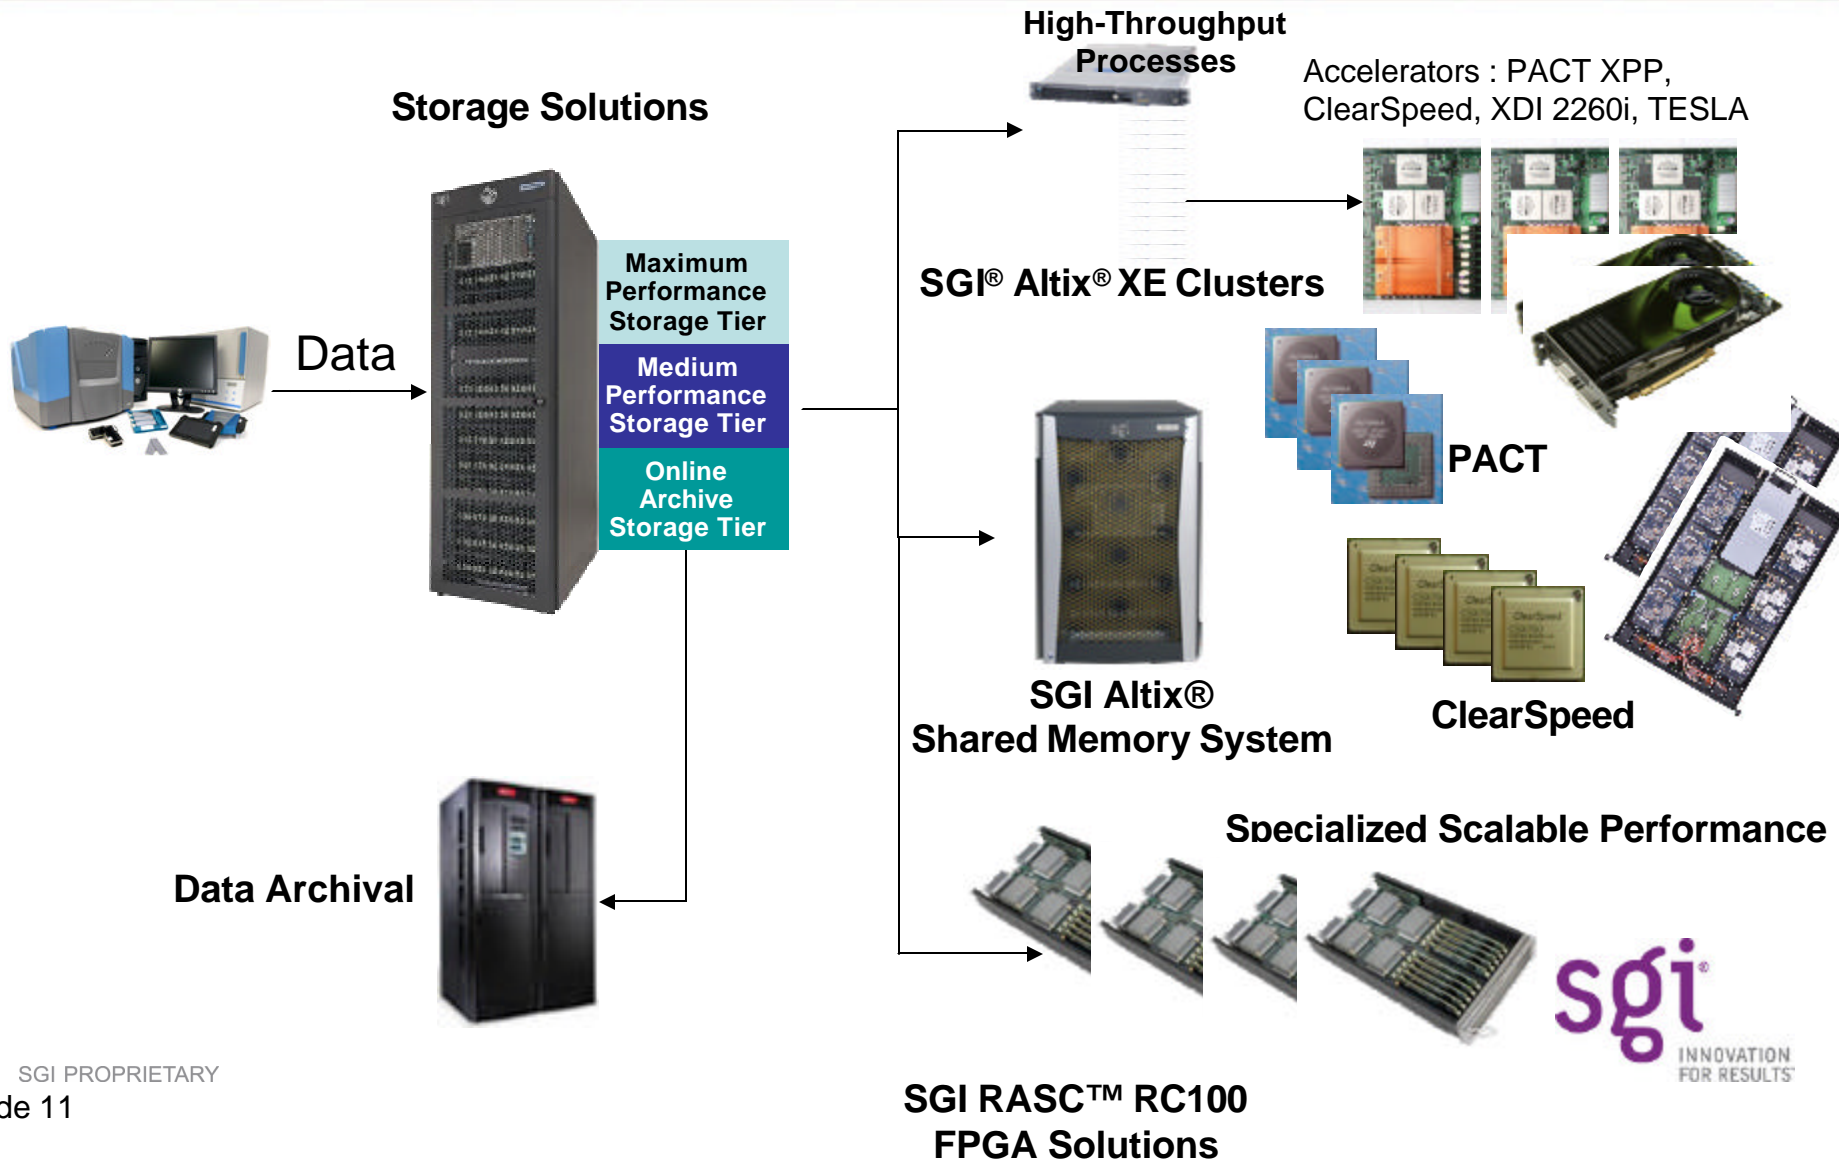 High-Throughput
Processes
Accelerators : PACT XPP,
ClearSpeed, XDI 2260i, TESLA
Storage Solutions
Maximum
Performance
Storage Tier
SGI® Altix® XE Clusters
Data
Medium
Performance
Storage Tier
PACT
Online
Archive
Storage Tier
ClearSpeed
SGI Altix®
Shared Memory System
ClearSpeed
Specialized Scalable Performance
Data Archival
sgi®
INNOVATION
FOR RESULTS
SGI PROPRIETARY
de 11
SGI RASC™ RC100
FPGA Solutions